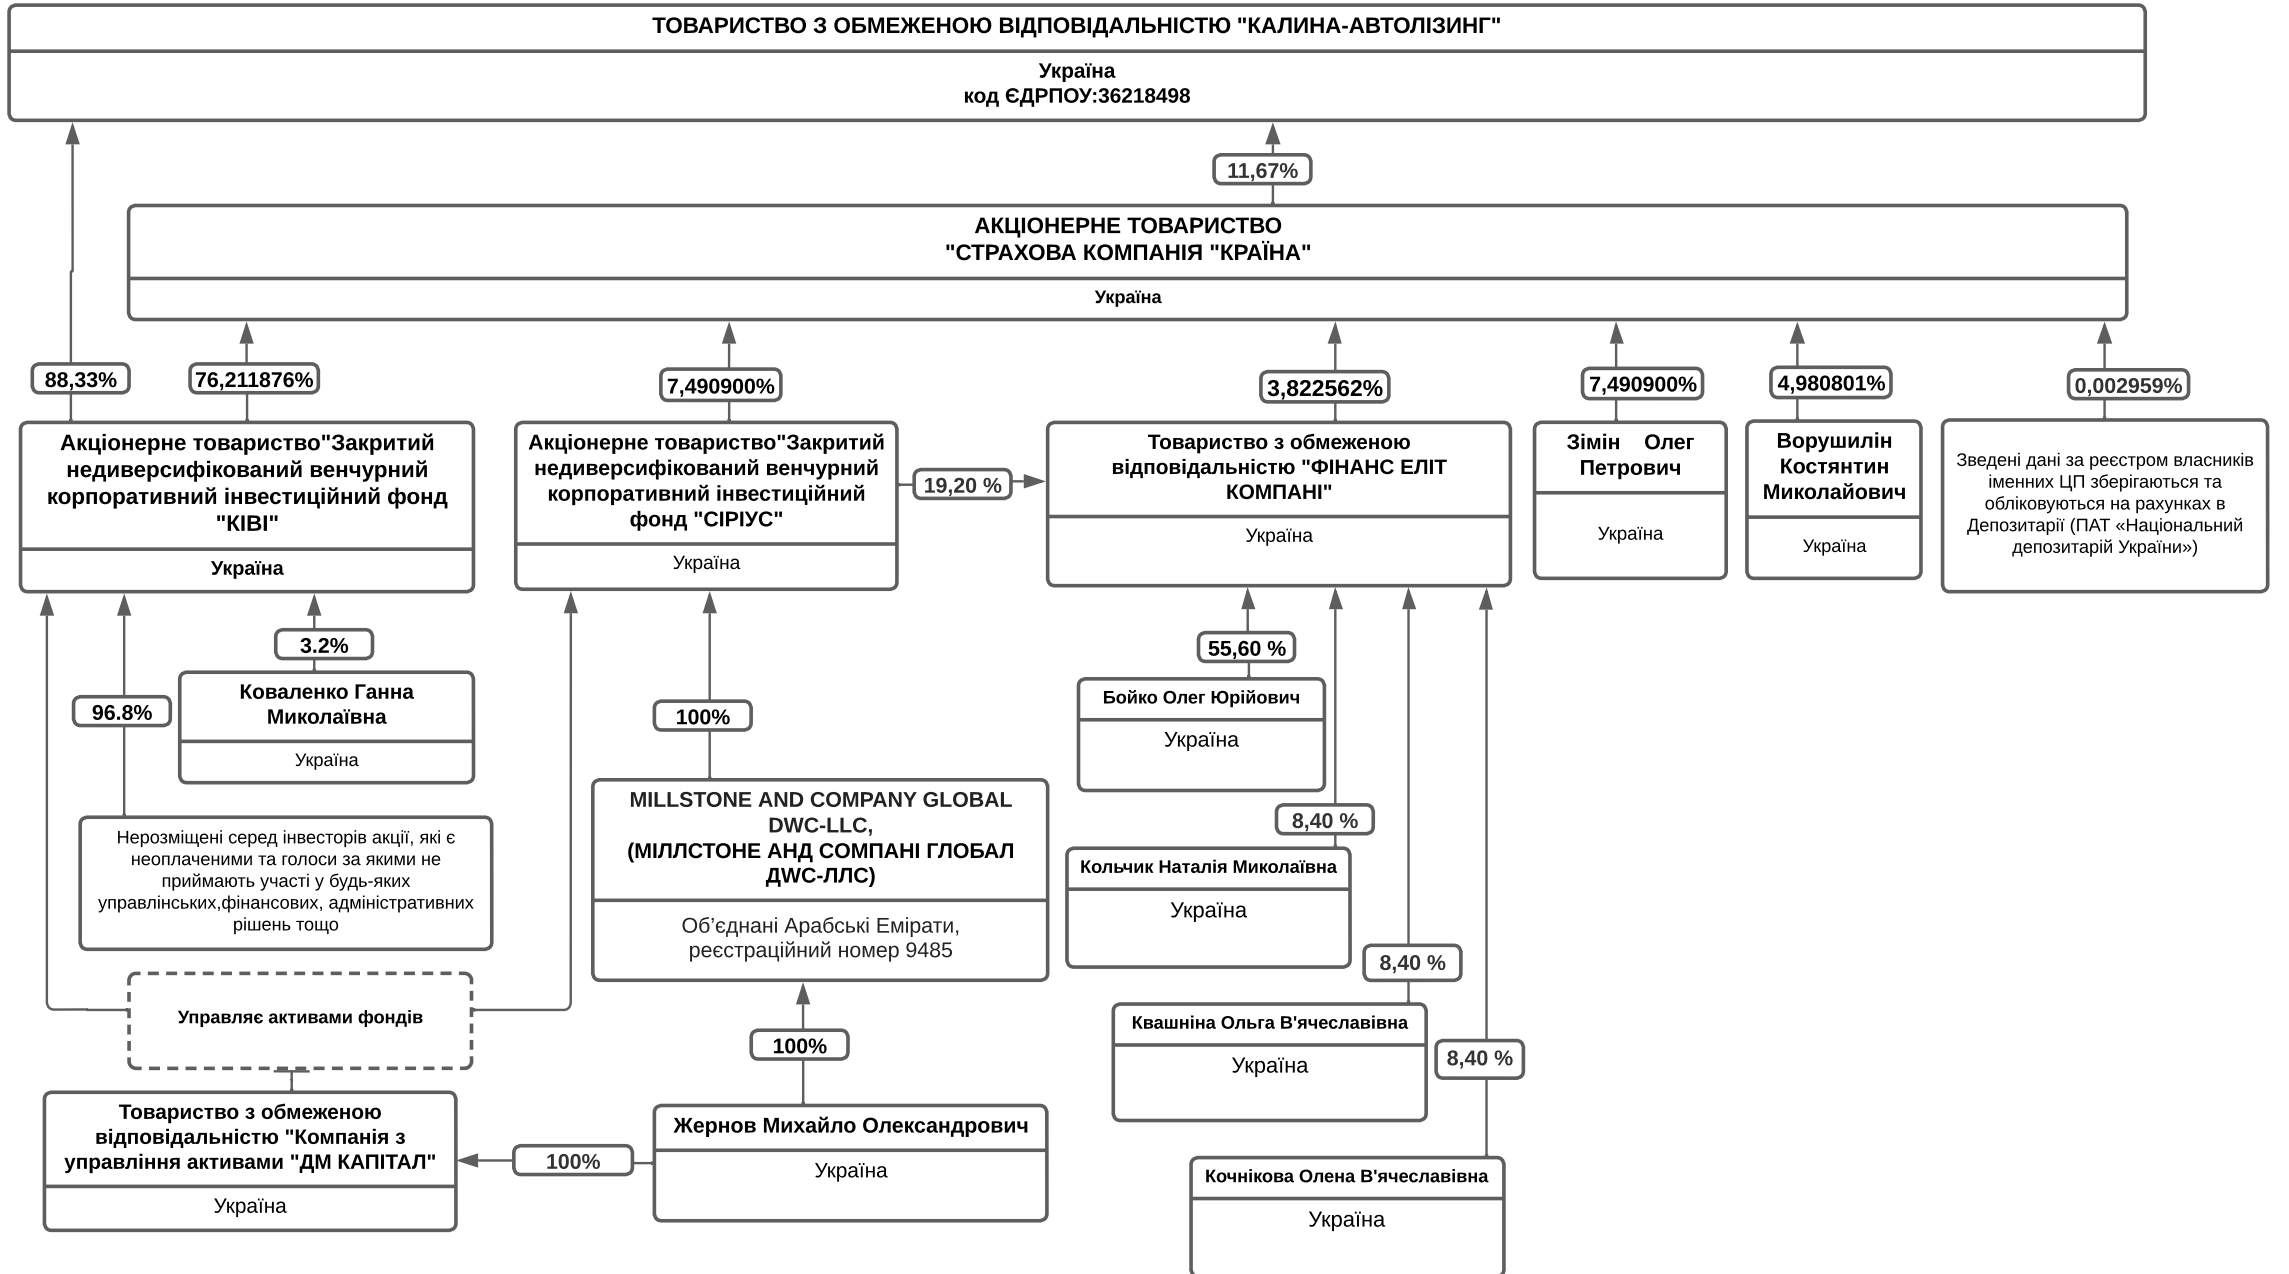 ТОВАРИСТВО З ОБМЕЖЕНОЮ ВІДПОВІДАЛЬНІСТЮ "КАЛИНА-АВТОЛІЗИНГ"
Україна
код ЄДРПОУ:36218498
11,67%
АКЦІОНЕРНЕ ТОВАРИСТВО
"СТРАХОВА КОМПАНІЯ "КРАЇНА"
Україна
88,33%
76,211876%
7,490900%
3,822562%
7,490900%
4,980801%
0,002959%
Акціонерне товариство"Закритий
недиверсифікований венчурний
корпоративний інвестиційний фонд
"КІВІ"
Україна
Акціонерне товариство"Закритий
недиверсифікований венчурний
корпоративний інвестиційний
фонд "СІРІУС"
Україна
19,20 %
Товариство з обмеженою
відповідальністю "ФІНАНС ЕЛІТ
КОМПАНІ"
Україна
Зімін Олег
Петрович
Україна
Ворушилін
Костянтин
Миколайович
Україна
Зведені дані за реєстром власників
іменних ЦП зберігаються та
обліковуються на рахунках в
Депозитарії (ПАТ «Національний
депозитарій України»)
3.2%
Коваленко Ганна
Миколаївна
Україна
96.8%
Нерозміщені серед інвесторів акції, які є
неоплаченими та голоси за якими не
приймають участі у будь-яких
управлінських,фінансових, адміністративних
рішень тощо
100%
MILLSTONE AND COMPANY GLOBAL
DWC-LLC,
(МІЛЛСТОНЕ АНД СОМПАНІ ГЛОБАЛ
ДWC-ЛЛС)
Об’єднані Арабські Емірати,
реєстраційний номер 9485
55,60 %
Бойко Олег Юрійович
Україна
8,40 %
Кольчик Наталія Миколаївна
Україна
8,40 %
Квашніна Ольга В'ячеславівна
Україна
8,40 %
Кочнікова Олена В'ячеславівна
Україна
Управляє активами фондів
Товариство з обмеженою
відповідальністю "Компанія з
управління активами "ДМ КАПІТАЛ"
Україна
100%
100%
Жернов Михайло Олександрович
Україна